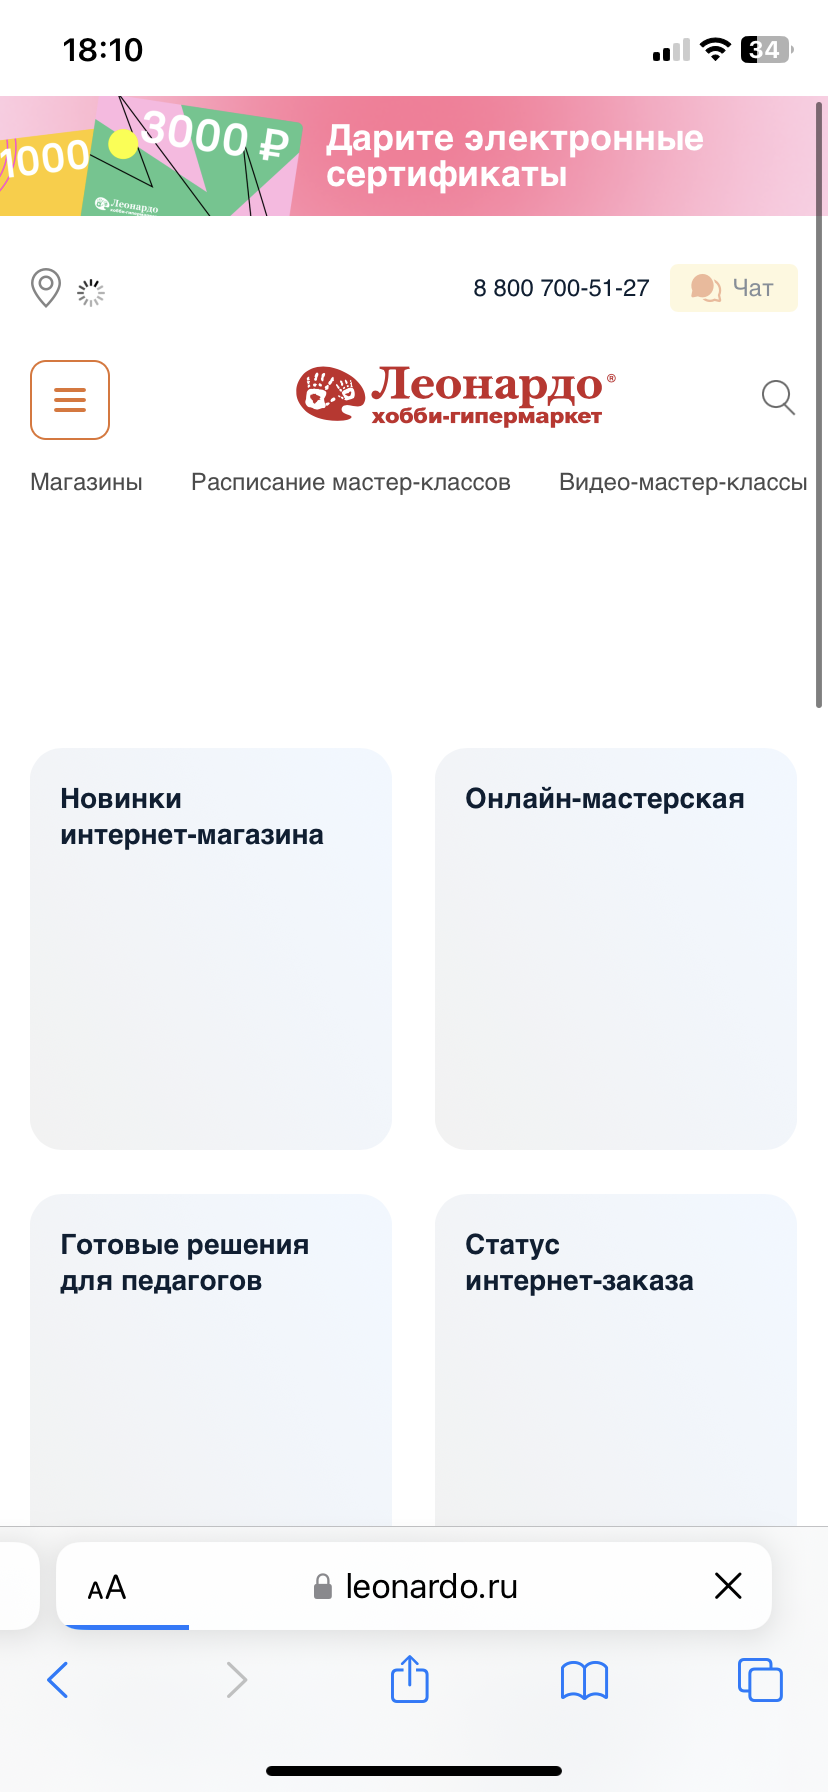 18:10
34
1000
3000 ₽
Леонардо
хобби-гипермаркет
Дарите электронные
сертификаты
8 800 700-51-27
Чат
Леонардо®
хобби-гипермаркет
Магазины Расписание мастер-классов Видео-мастер-классы
Новинки
интернет-магазина
Онлайн-мастерская
Готовые решения
для педагогов
Статус
интернет-заказа
AA
leonardo.ru